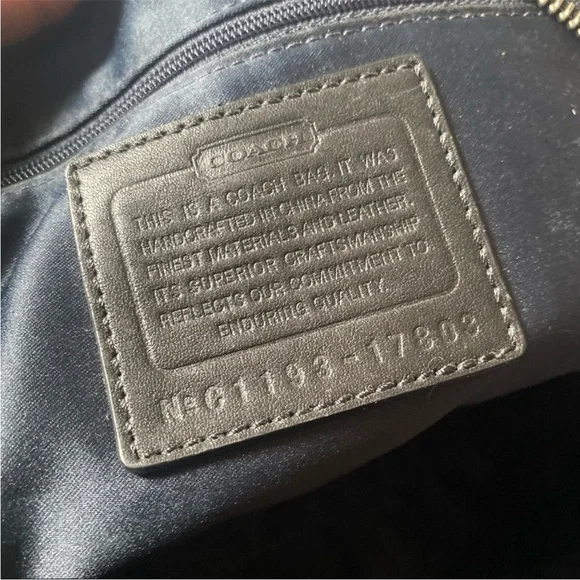 COACH
THIS IS A COACH BAG. IT WAS
HANDCRAFTED IN CHINA FROM THE
FINEST MATERIALS AND LEATHER.
ITS SUPERIOR CRAFTSMANSHIP
REFLECTS OUR COMMITMENT TO
ENDURING QUALITY.
Nº C1193-17803